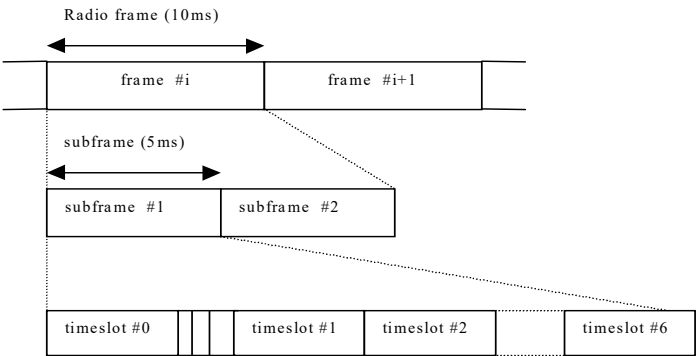 Radio frame (10ms)
frame #i frame #i+1
subframe (5ms)
subframe #1 subframe #2
timeslot #0 timeslot #1 timeslot #2 timeslot #6